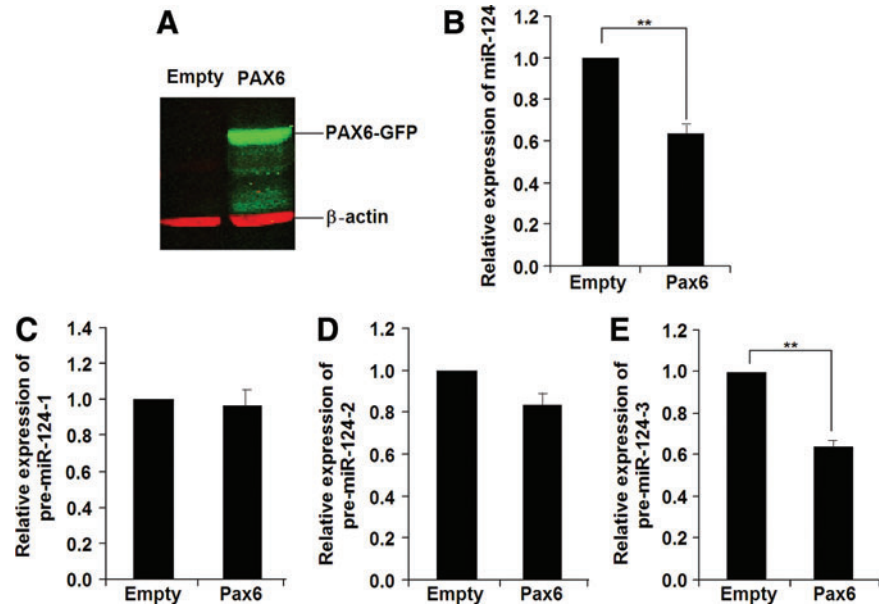 A
Empty PAX6
PAX6-GFP
β-actin
B
Relative expression of miR-124
1.2
1.0
0.8
0.6
0.4
0.2
0.0
**
Empty Pax6
C
Relative expression of
pre-miR-124-1
1.4
1.2
1.0
0.8
0.6
0.4
0.2
0.0
Empty Pax6
D
Relative expression of
pre-miR-124-2
1.2
1.0
0.8
0.6
0.4
0.2
0.0
Empty Pax6
E
Relative expression of
pre-miR-124-3
1.2
1.0
0.8
0.6
0.4
0.2
0.0
**
Empty Pax6